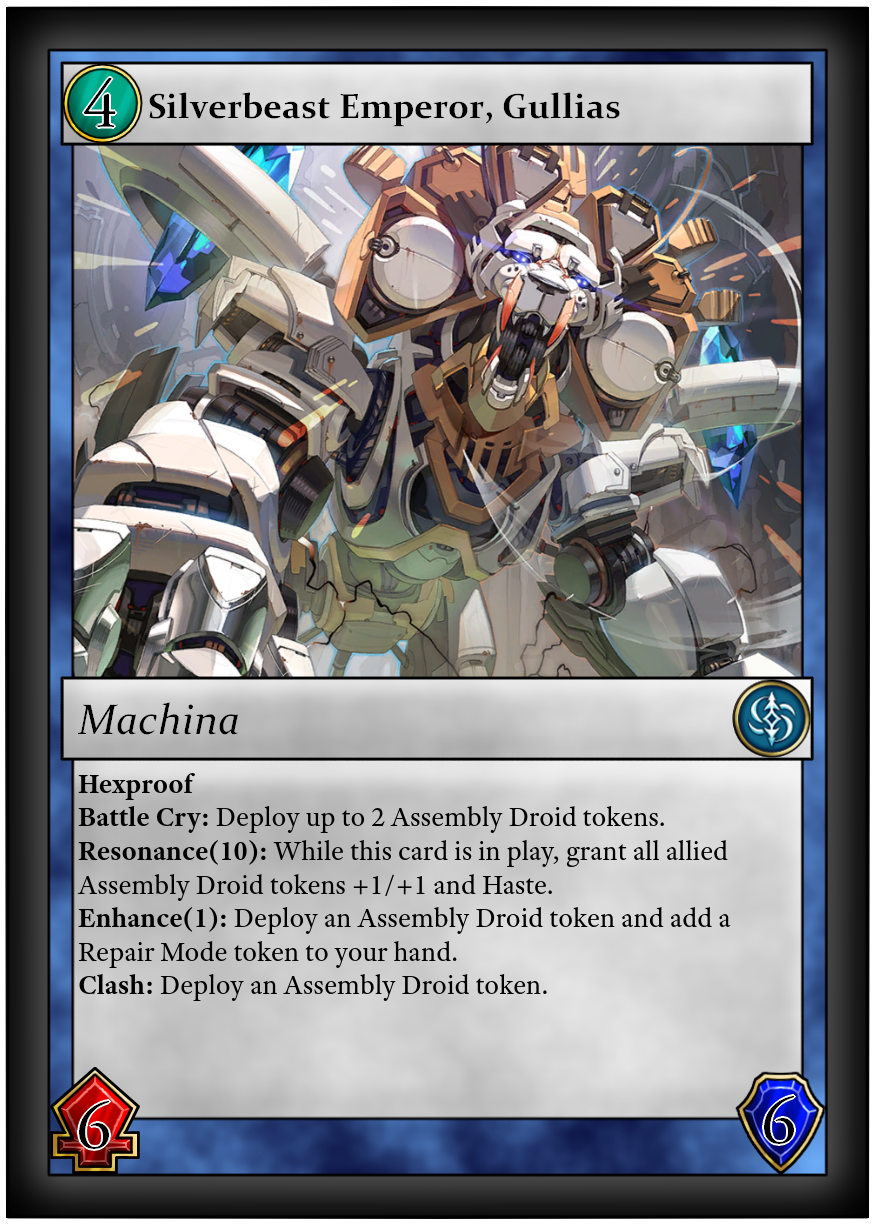 4 Silverbeast Emperor, Gullias
Machina
Hexproof
Battle Cry: Deploy up to 2 Assembly Droid tokens.
Resonance(10): While this card is in play, grant all allied
Assembly Droid tokens +1/+1 and Haste.
Enhance(1): Deploy an Assembly Droid token and add a
Repair Mode token to your hand.
Clash: Deploy an Assembly Droid token.
6 6